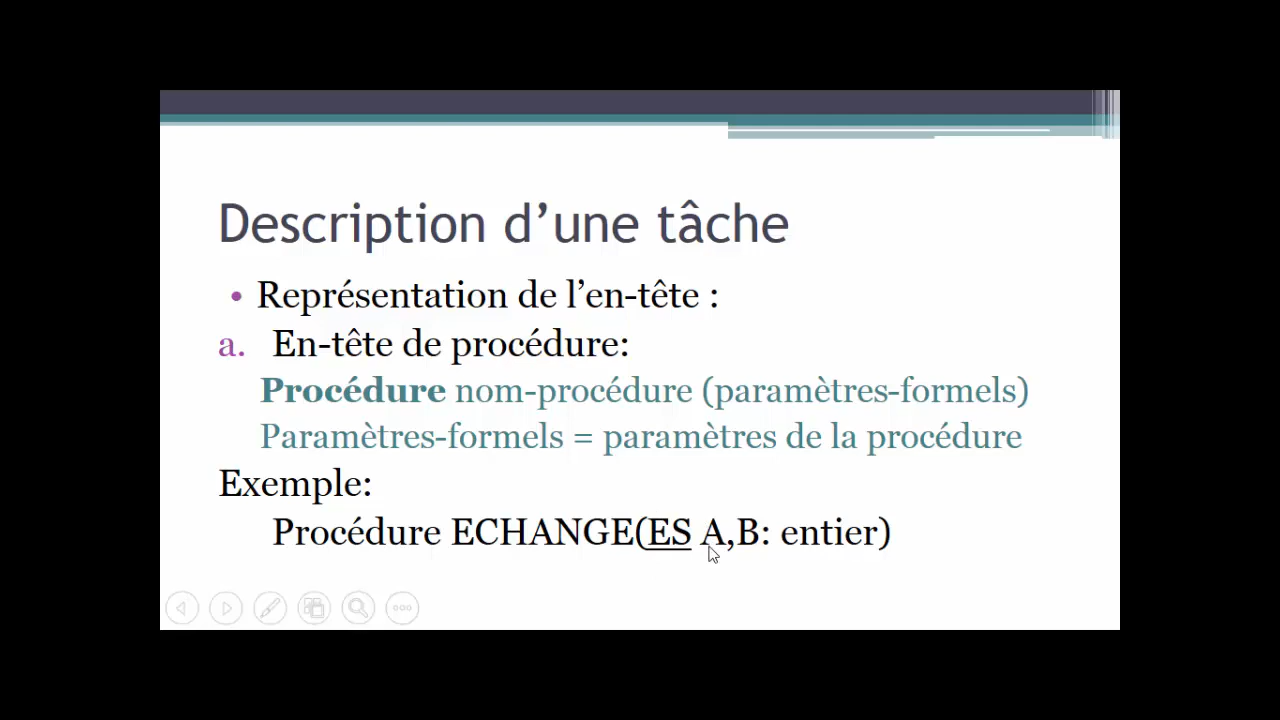 Description d’une tâche
• Représentation de l’en-tête :
a. En-tête de procédure:
Procédure nom-procédure (paramètres-formels)
Paramètres-formels = paramètres de la procédure
Exemple:
Procédure ECHANGE(ES A,B: entier)